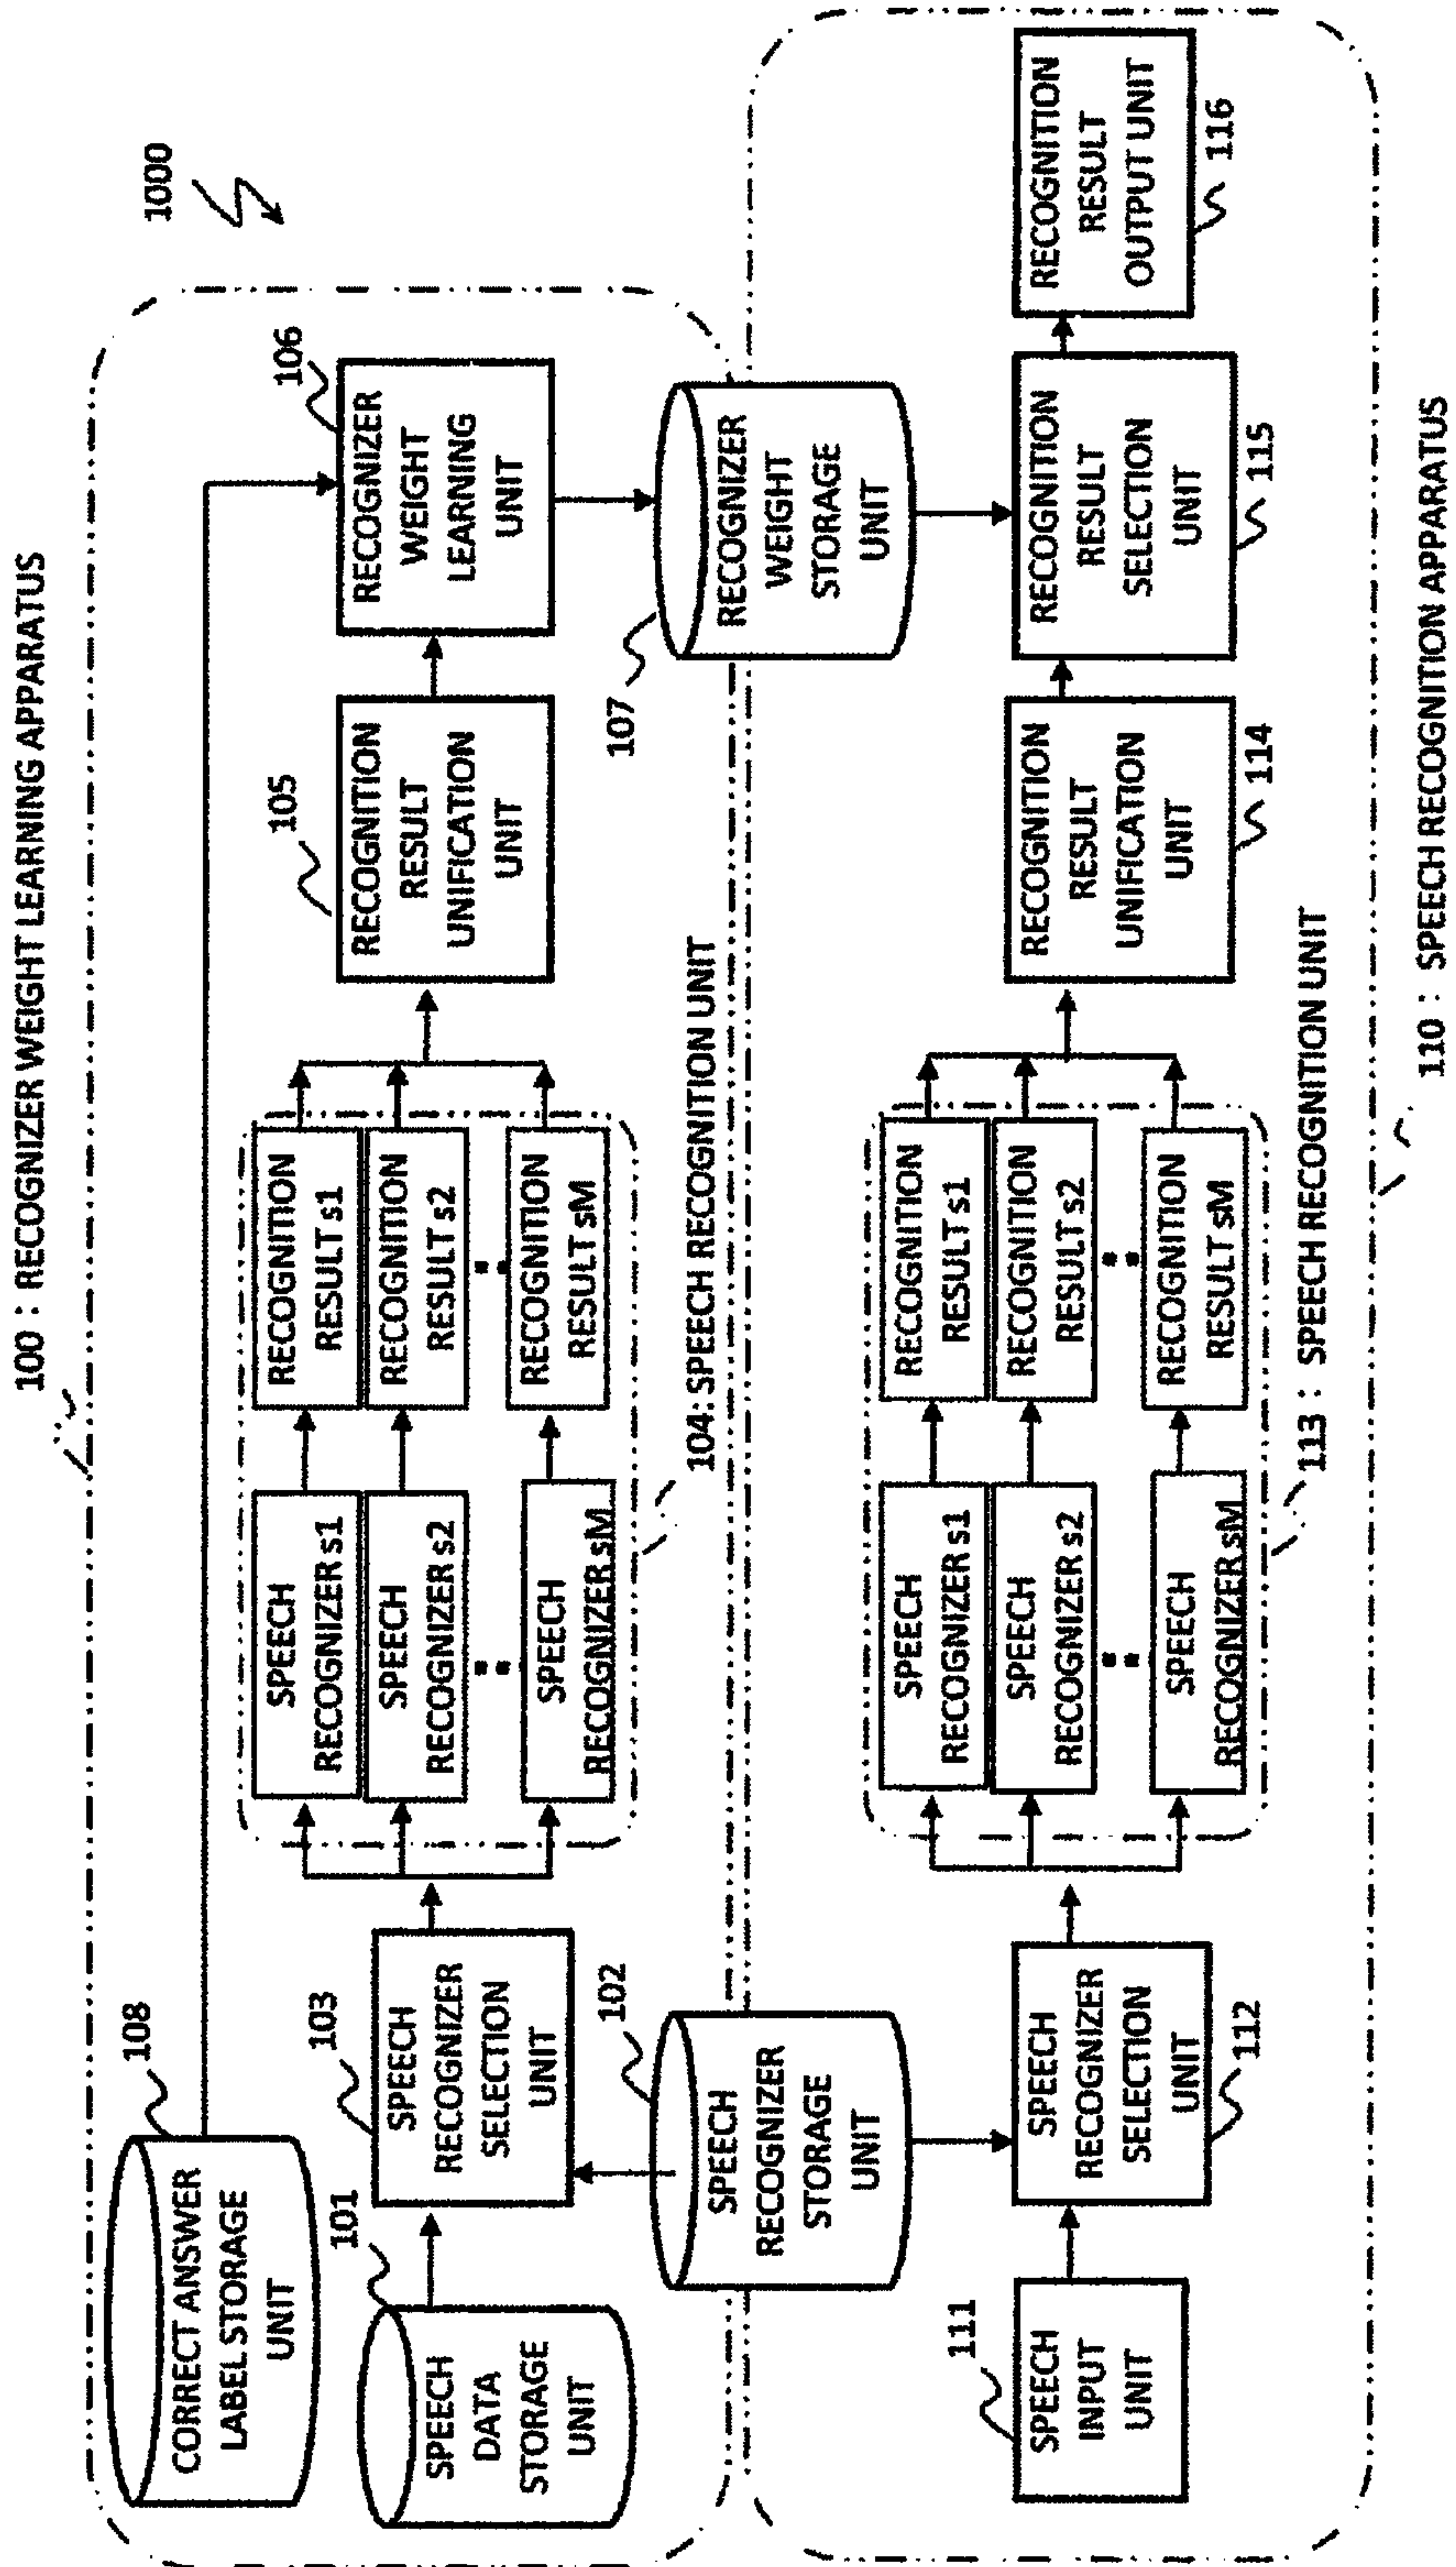 1000
100 : RECOGNIZER WEIGHT LEARNING APPARATUS
108
CORRECT ANSWER
LABEL STORAGE
UNIT
101
SPEECH
DATA
STORAGE
UNIT
103
SPEECH
RECOGNIZER
SELECTION
UNIT
SPEECH
RECOGNIZER s1
SPEECH
RECOGNIZER s2
SPEECH
RECOGNIZER sM
RECOGNITION
RESULT s1
RECOGNITION
RESULT s2
RECOGNITION
RESULT sM
104: SPEECH RECOGNITION UNIT
105
RECOGNITION
RESULT
UNIFICATION
UNIT
106
RECOGNIZER
WEIGHT
LEARNING
UNIT
102
SPEECH
RECOGNIZER
STORAGE
UNIT
107
RECOGNIZER
WEIGHT
STORAGE
UNIT
111
SPEECH
INPUT
UNIT
SPEECH
RECOGNIZER
SELECTION
UNIT
112
SPEECH
RECOGNIZER s1
SPEECH
RECOGNIZER s2
SPEECH
RECOGNIZER sM
RECOGNITION
RESULT s1
RECOGNITION
RESULT s2
RECOGNITION
RESULT sM
113 : SPEECH RECOGNITION UNIT
RECOGNITION
RESULT
UNIFICATION
UNIT
114
RECOGNITION
RESULT
SELECTION
UNIT
115
RECOGNITION
RESULT
OUTPUT UNIT
116
110 : SPEECH RECOGNITION APPARATUS